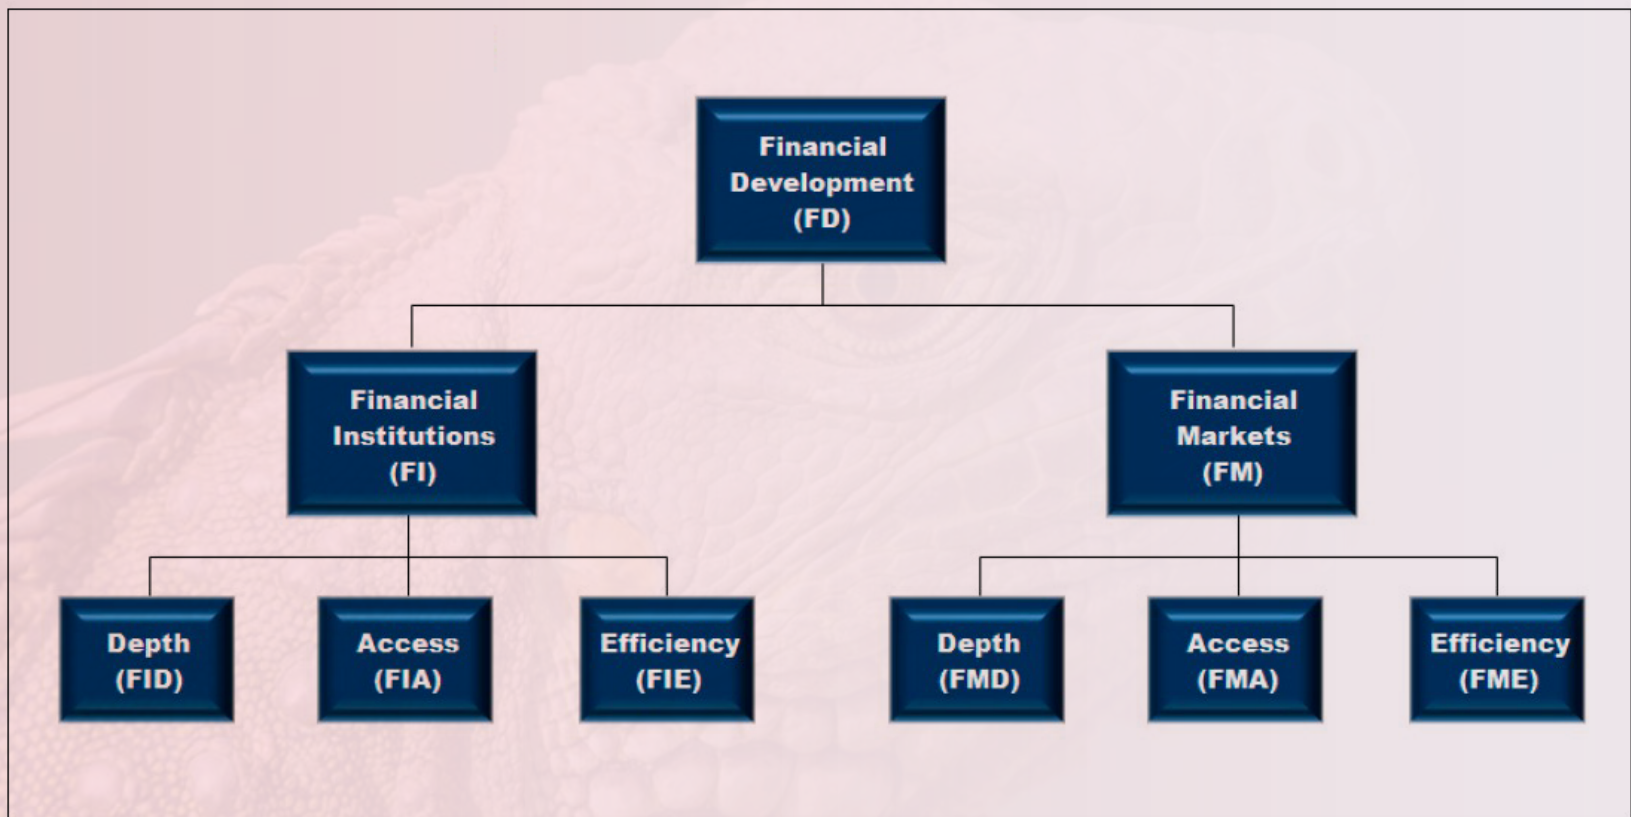 Financial
Development
(FD)
Financial
Institutions
(FI)
Financial
Markets
(FM)
Depth
(FID)
Access
(FIA)
Efficiency
(FIE)
Depth
(FMD)
Access
(FMA)
Efficiency
(FME)